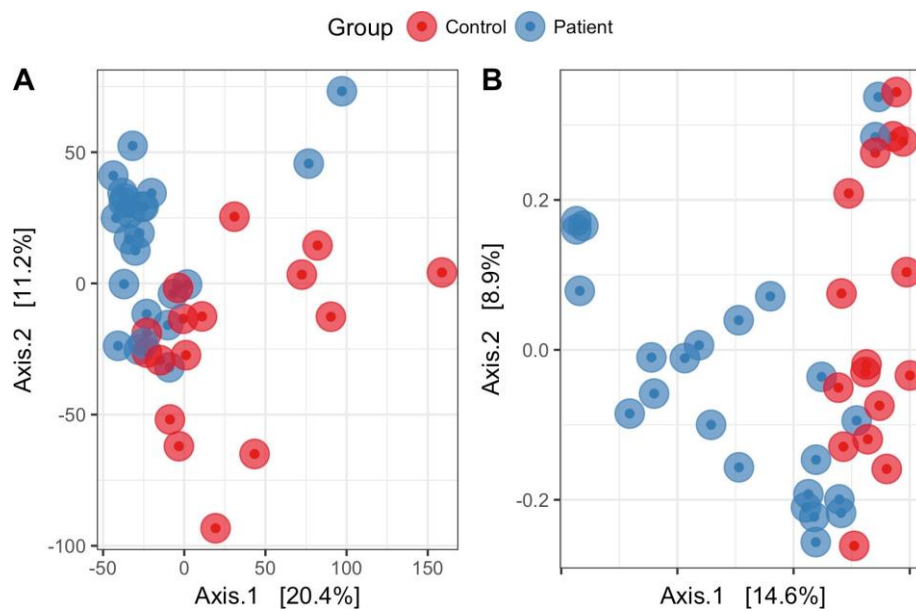 Group Control Patient
A
B
50
0
-50
-100
Axis.2 [11.2%]
-50 0 50 100 150
Axis.1 [20.4%]
0.2
0.0
-0.2
Axis.2 [8.9%]
Axis.1 [14.6%]